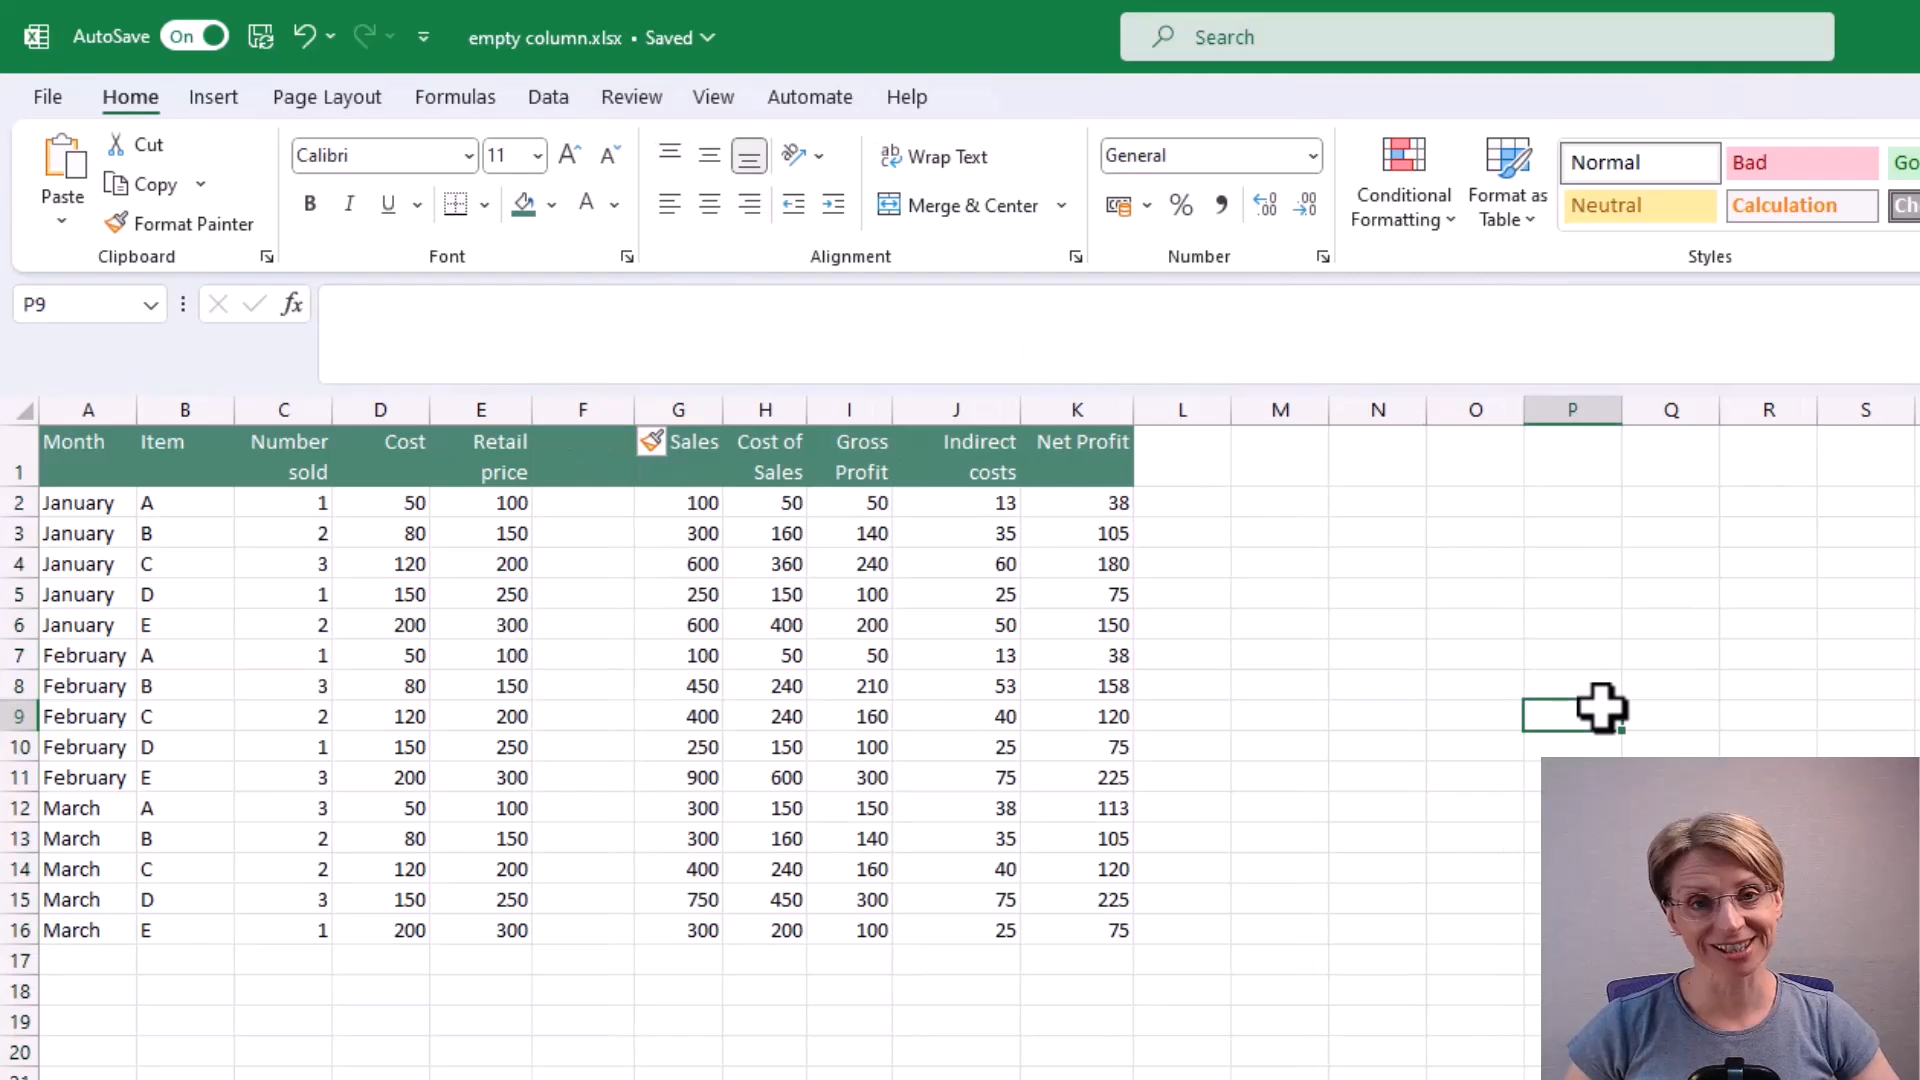 AutoSave On empty column.xlsx • Saved Search
File Home Insert Page Layout Formulas Data Review View Automate Help
Paste Cut Copy Format Painter Clipboard
Calibri 11 B I U A Font
ab Wrap Text Merge & Center Alignment
General % Number
Conditional Formatting Format as Table
Normal Bad Neutral Calculation Styles
P9 fx
A B C D E F G H I J K L M N O P Q R S
1 Month Item Number sold Cost Retail price Sales Cost of Sales Gross Profit Indirect costs Net Profit
2 January A 1 50 100 100 50 50 13 38
3 January B 2 80 150 300 160 140 35 105
4 January C 3 120 200 600 360 240 60 180
5 January D 1 150 250 250 150 100 25 75
6 January E 2 200 300 600 400 200 50 150
7 February A 1 50 100 100 50 50 13 38
8 February B 3 80 150 450 240 210 53 158
9 February C 2 120 200 400 240 160 40 120
10 February D 1 150 250 250 150 100 25 75
11 February E 3 200 300 900 600 300 75 225
12 March A 3 50 100 300 150 150 38 113
13 March B 2 80 150 300 160 140 35 105
14 March C 2 120 200 400 240 160 40 120
15 March D 3 150 250 750 450 300 75 225
16 March E 1 200 300 300 200 100 25 75
17
18
19
20